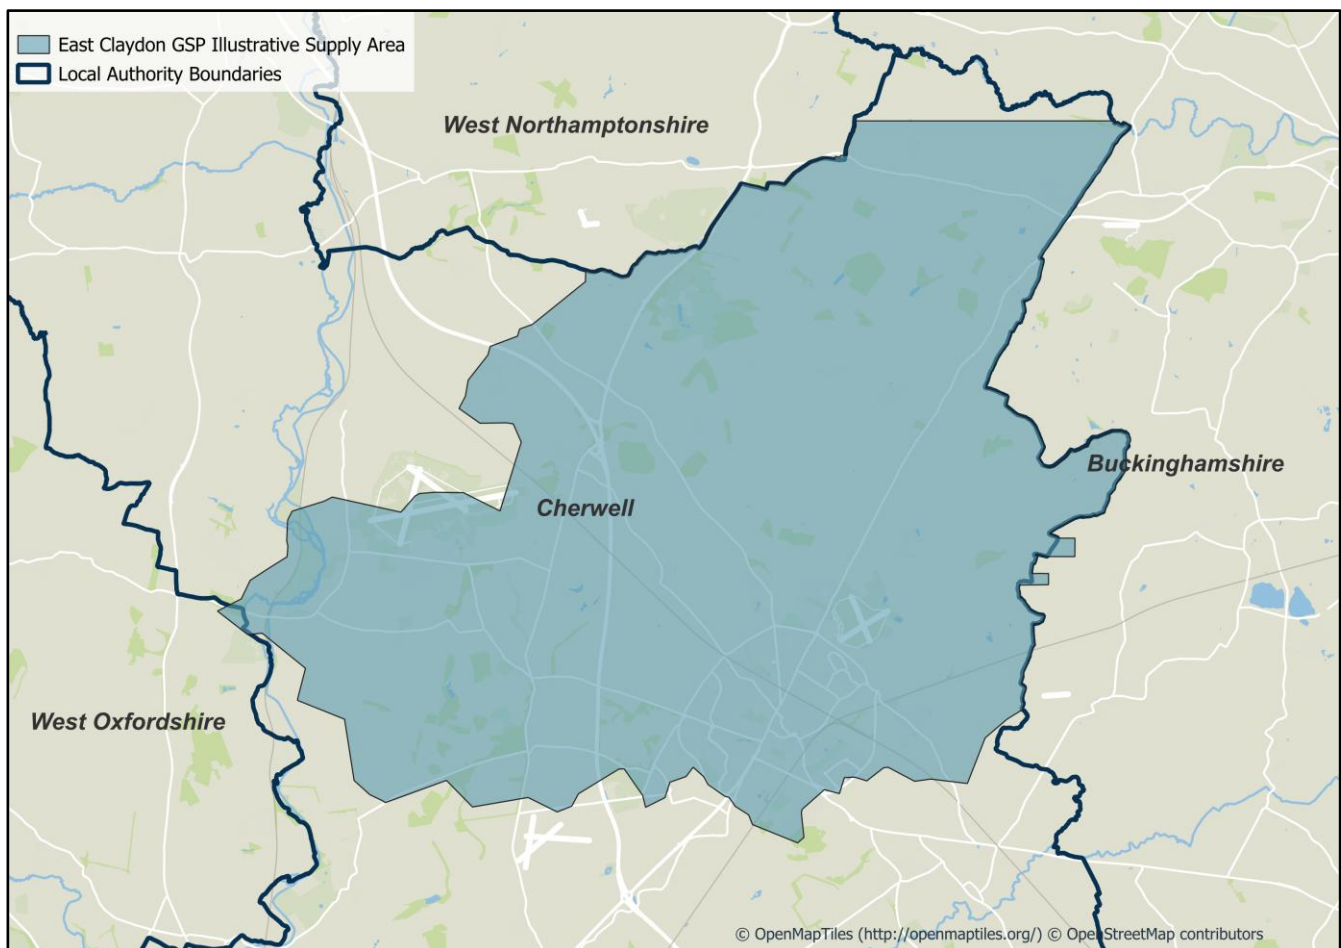 East Claydon GSP Illustrative Supply Area
Local Authority Boundaries
West Northamptonshire
Buckinghamshire
Cherwell
West Oxfordshire
© OpenMapTiles (http://openmaptiles.org/) © OpenStreetMap contributors